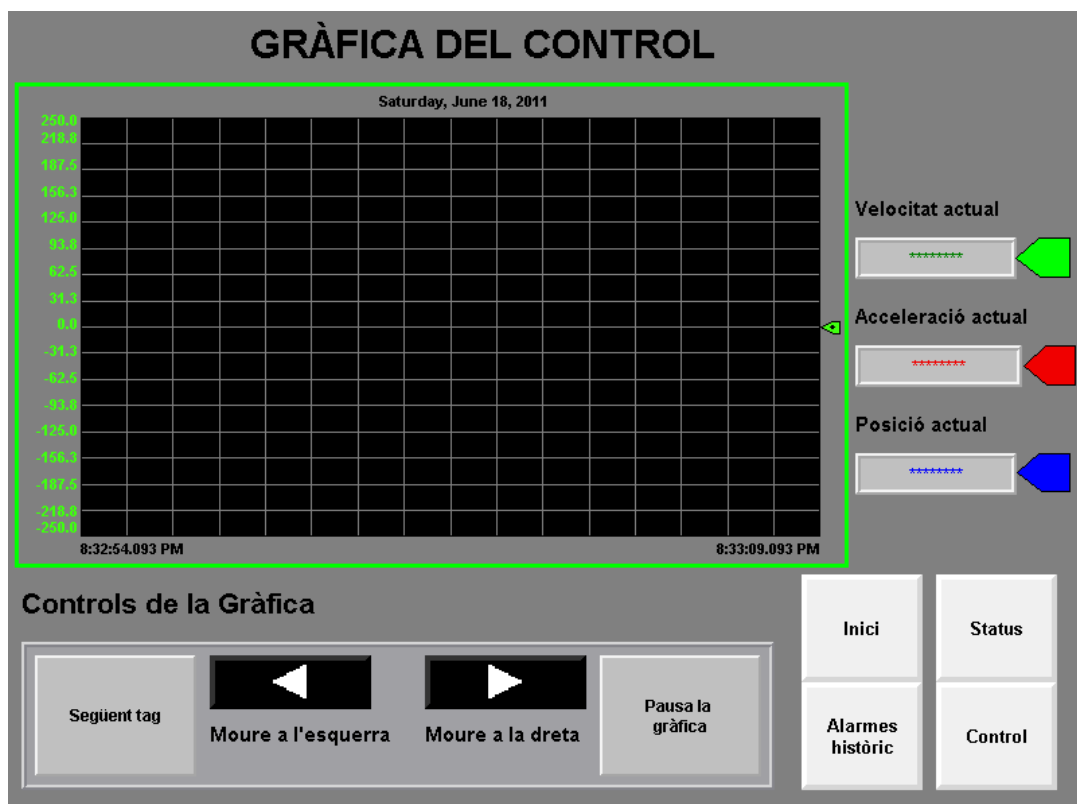 GRÀFICA DEL CONTROL
Saturday, June 18, 2011
250.0
218.8
187.5
156.3
125.0
93.8
62.5
31.3
0.0
-31.3
-62.5
-93.8
-125.0
-156.3
-187.5
-218.8
-250.0
8:32:54.093 PM
8:33:09.093 PM
Velocitat actual
********
Acceleració actual
********
Posició actual
********
Controls de la Gràfica
Següent tag
Moure a l'esquerra
Moure a la dreta
Pausa la
gràfica
Inici
Status
Alarmes
històric
Control